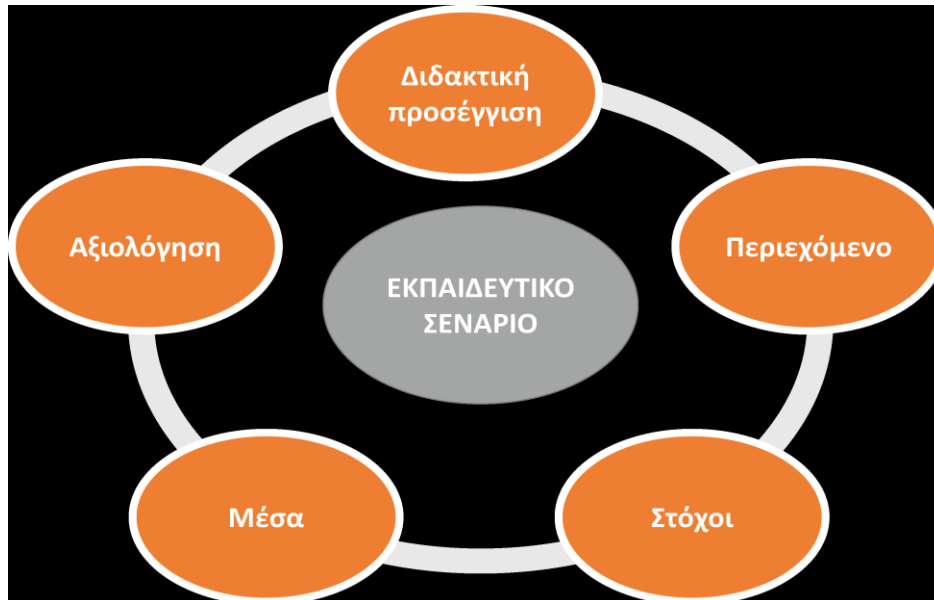 Διδακτική
προσέγγιση
Αξιολόγηση
Περιεχόμενο
ΕΚΠΑΙΔΕΥΤΙΚΟ
ΣΕΝΑΡΙΟ
Μέσα
Στόχοι